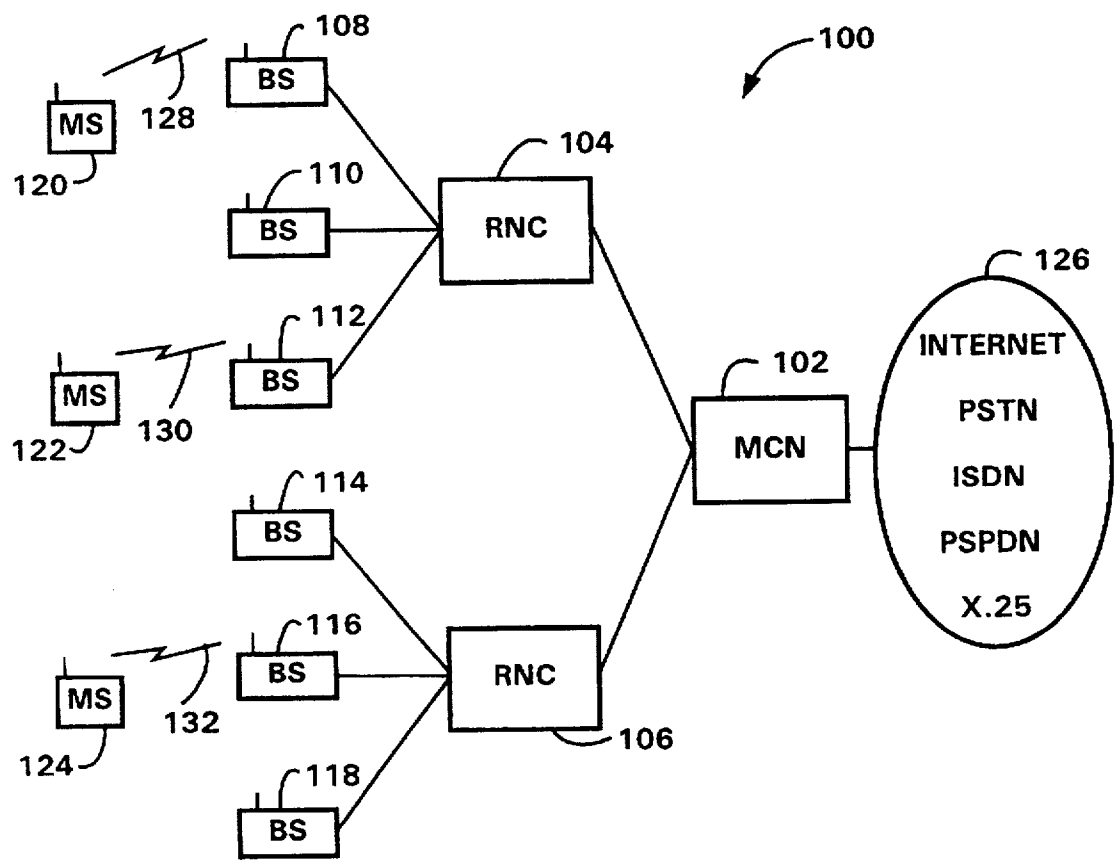 108
100
BS
128
MS
104
120
110
RNC
BS
126
112
INTERNET
BS
102
MS
PSTN
130
122
MCN
114
ISDN
BS
PSPDN
116
X.25
BS
RNC
MS
132
124
106
118
BS